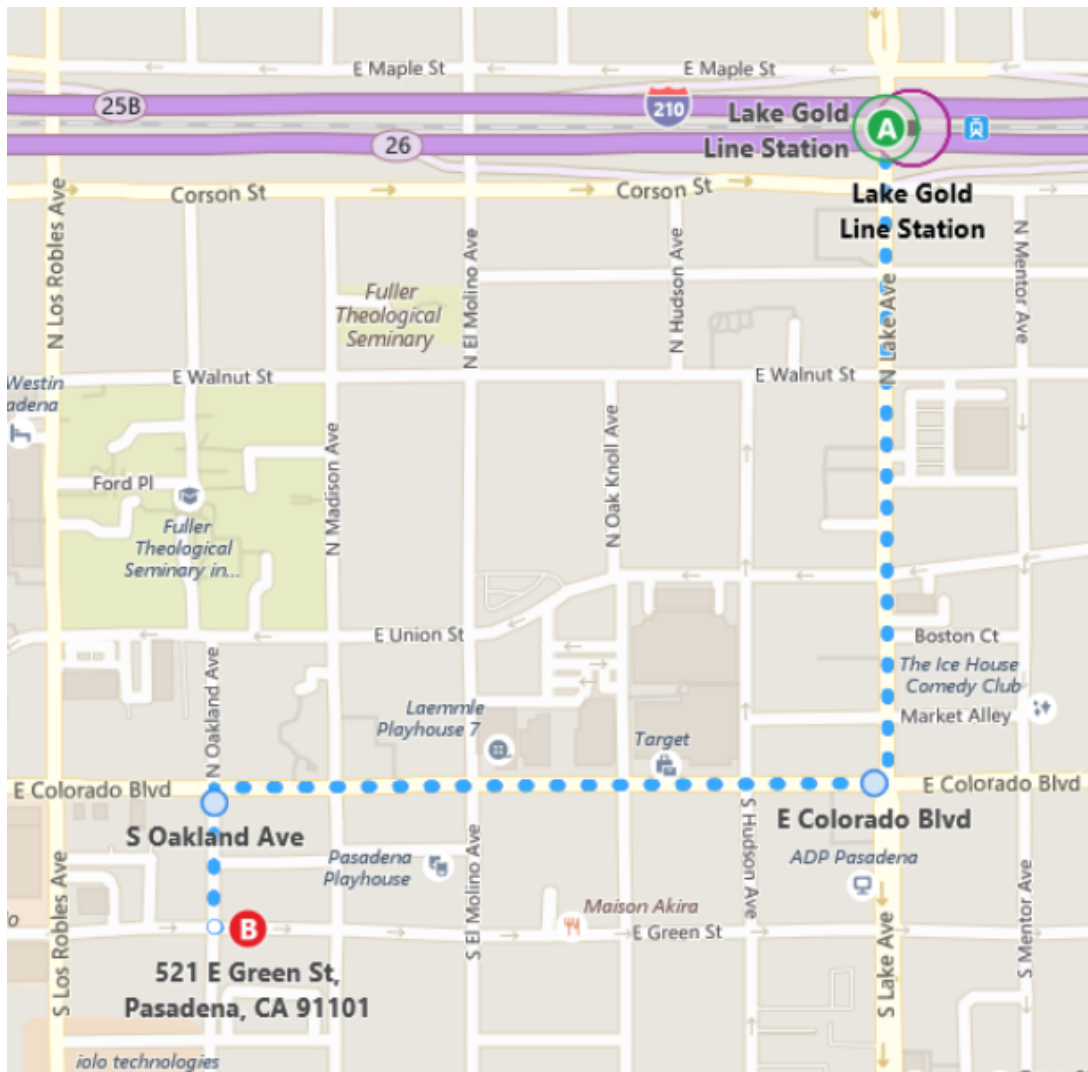 E Maple St
E Maple St
25B
210
Lake Gold
Line Station
A
26
Corson St
Corson St
Lake Gold
Line Station
N Los Robles Ave
N El Molino Ave
N Hudson Ave
N Lake Ave
N Mentor Ave
Fuller
Theological
Seminary
E Walnut St
E Walnut St
Westin
adena
N Madison Ave
N Oak Knoll Ave
Ford Pl
Fuller
Theological
Seminary in...
E Union St
Boston Ct
The Ice House
Comedy Club
N Oakland Ave
Laemmle
Playhouse 7
Market Alley
Target
E Colorado Blvd
E Colorado Blvd
S Oakland Ave
E Colorado Blvd
Pasadena
Playhouse
ADP Pasadena
S Los Robles Ave
S El Molino Ave
S Hudson Ave
S Lake Ave
S Mentor Ave
Maison Akira
o
B
E Green St
521 E Green St,
Pasadena, CA 91101
iolo technologies